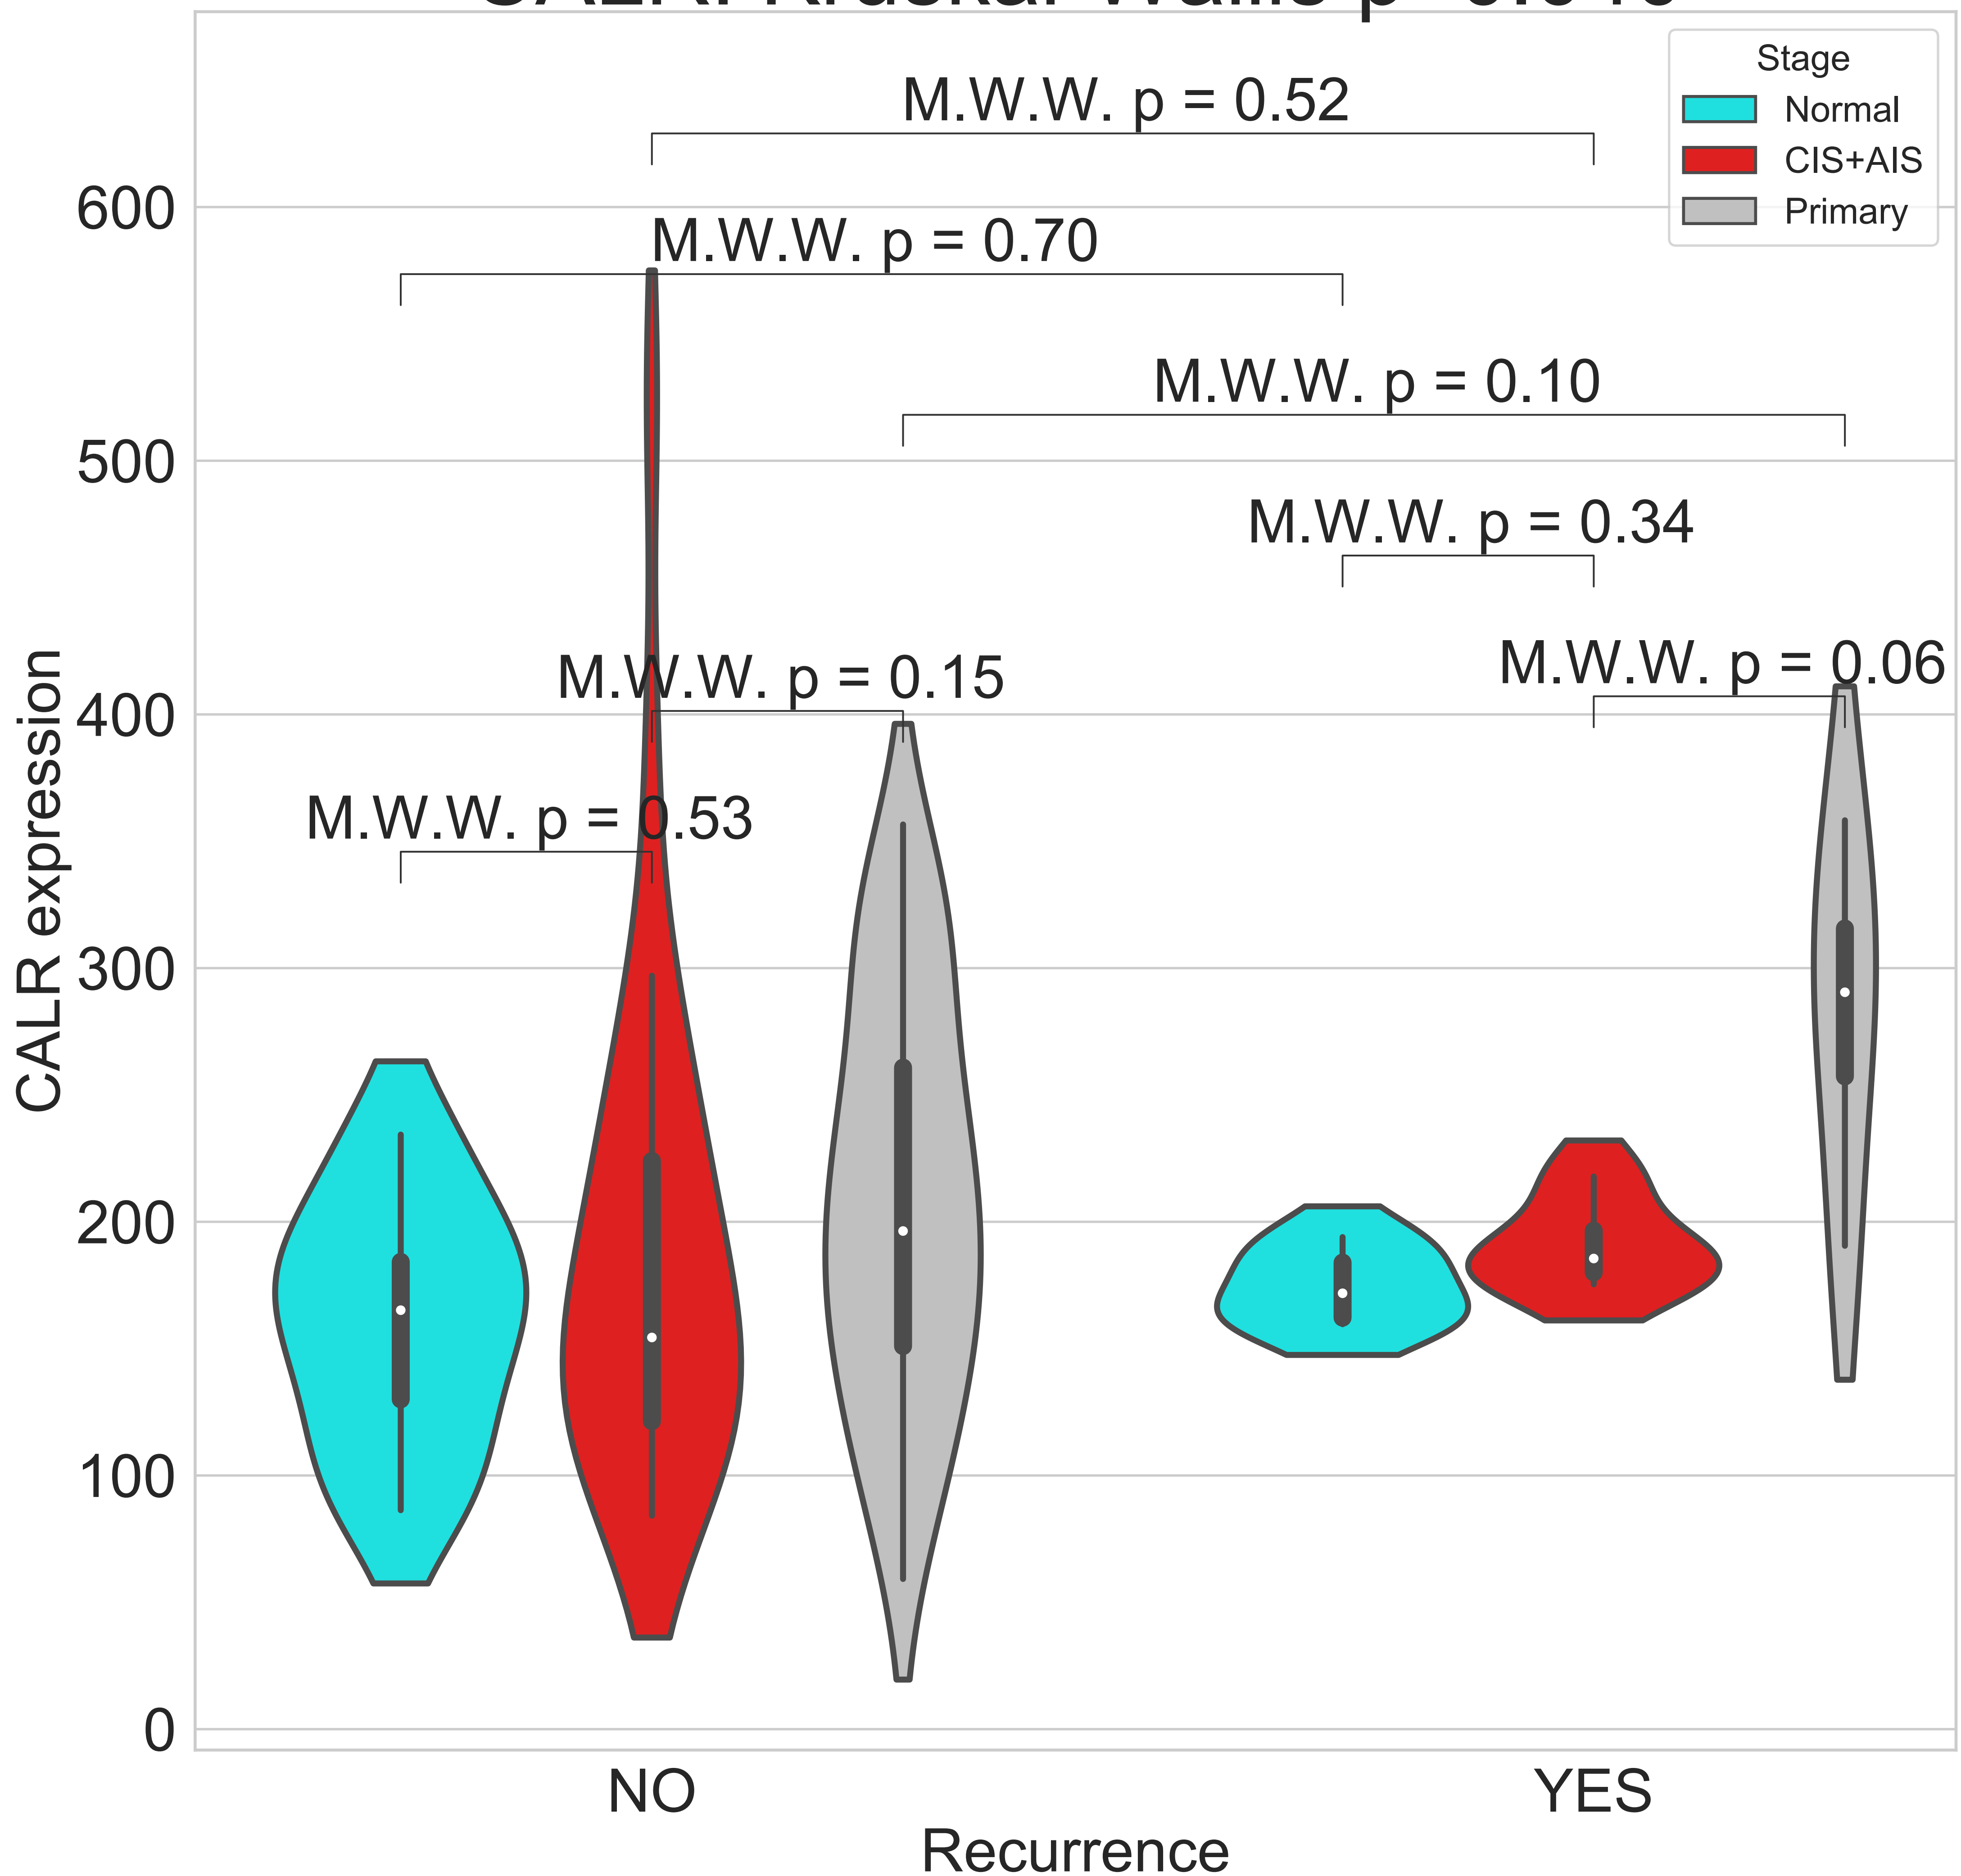 Stage
Normal
CIS+AIS
Primary
M.W.W. p = 0.52
M.W.W. p = 0.70
M.W.W. p = 0.10
M.W.W. p = 0.34
M.W.W. p = 0.06
M.W.W. p = 0.15
M.W.W. p = 0.53
CALR expression
600
500
400
300
200
100
0
NO
YES
Recurrence